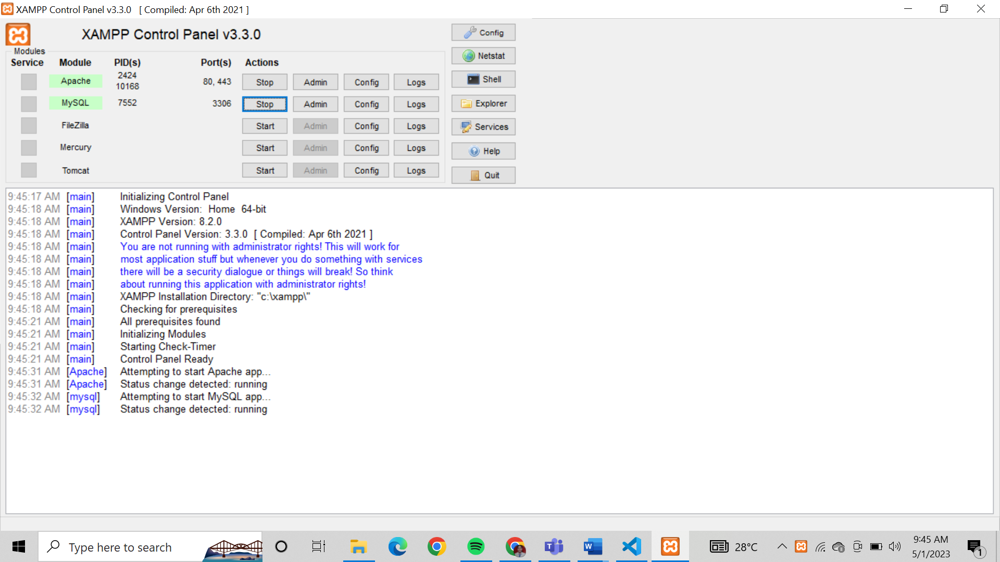 XAMPP Control Panel v3.3.0 [ Compiled: Apr 6th 2021 ]
XAMPP Control Panel v3.3.0
Config
Netstat
Shell
Explorer
Services
Help
Quit
Modules
Service Module PID(s) Port(s) Actions
Apache 2424 10168 80, 443 Stop Admin Config Logs
MySQL 7552 3306 Stop Admin Config Logs
FileZilla Start Admin Config Logs
Mercury Start Admin Config Logs
Tomcat Start Admin Config Logs
9:45:17 AM [main] Initializing Control Panel
9:45:18 AM [main] Windows Version: Home 64-bit
9:45:18 AM [main] XAMPP Version: 8.2.0
9:45:18 AM [main] Control Panel Version: 3.3.0 [ Compiled: Apr 6th 2021 ]
9:45:18 AM [main] You are not running with administrator rights! This will work for
9:45:18 AM [main] most application stuff but whenever you do something with services
9:45:18 AM [main] there will be a security dialogue or things will break! So think
9:45:18 AM [main] about running this application with administrator rights!
9:45:18 AM [main] XAMPP Installation Directory: "c:\xampp\"
9:45:18 AM [main] Checking for prerequisites
9:45:21 AM [main] All prerequisites found
9:45:21 AM [main] Initializing Modules
9:45:21 AM [main] Starting Check-Timer
9:45:21 AM [main] Control Panel Ready
9:45:31 AM [Apache] Attempting to start Apache app...
9:45:31 AM [Apache] Status change detected: running
9:45:32 AM [mysql] Attempting to start MySQL app...
9:45:32 AM [mysql] Status change detected: running
Type here to search
28°C
9:45 AM
5/1/2023
1